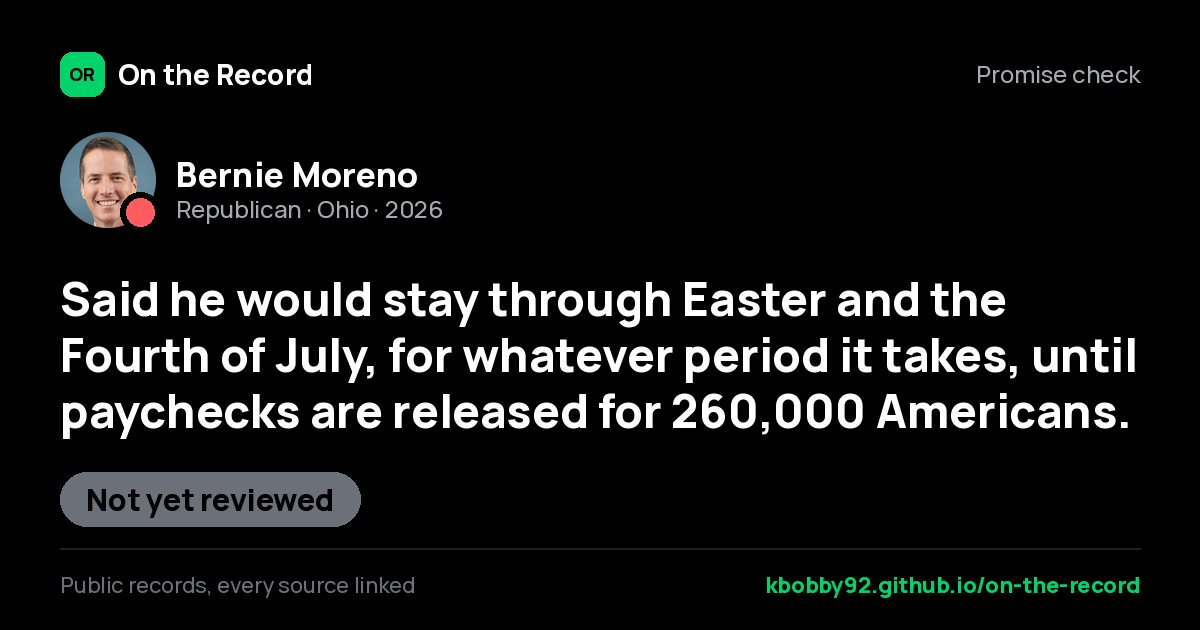 OR On the Record
Promise check
Bernie Moreno
Republican · Ohio · 2026
Said he would stay through Easter and the
Fourth of July, for whatever period it takes, until
paychecks are released for 260,000 Americans.
Not yet reviewed
Public records, every source linked
kbobby92.github.io/on-the-record